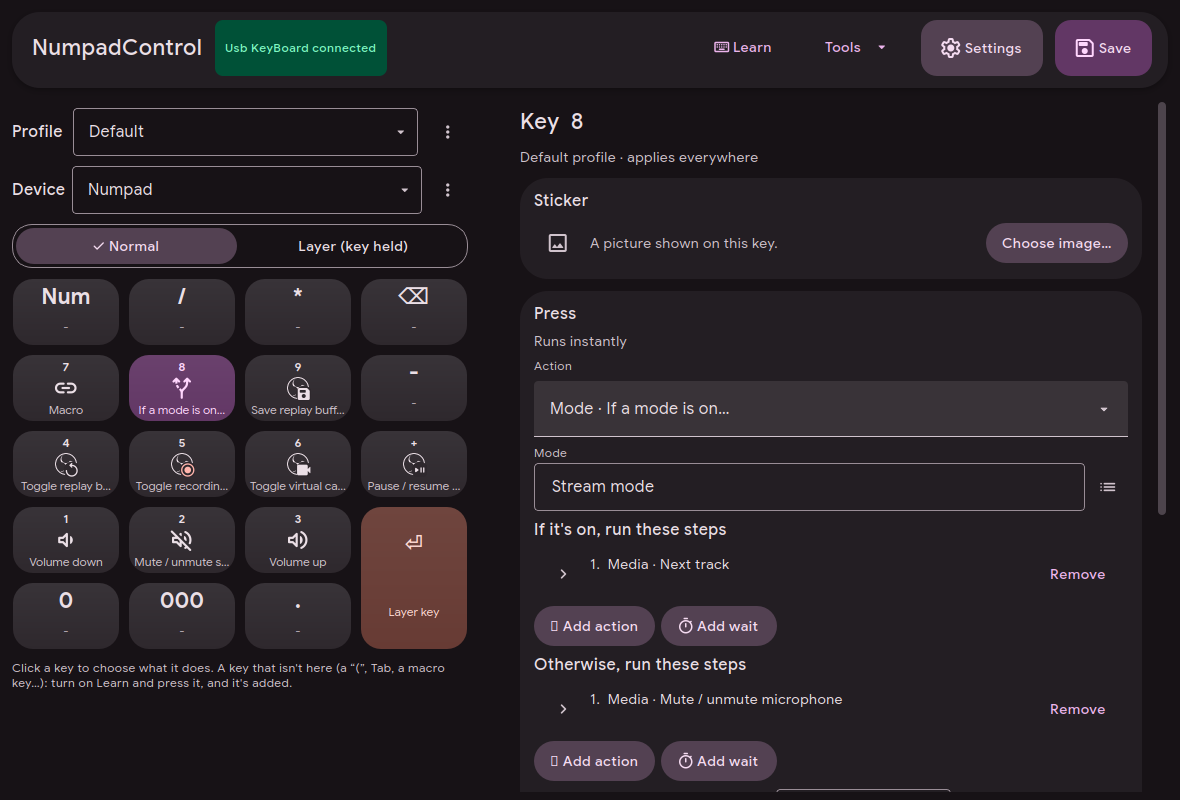 NumpadControl
Usb KeyBoard connected
Learn
Tools
Settings
Save
Profile
Default
Device
Numpad
Normal
Layer (key held)
Num
-
/
-
*
-
⌫
-
7
Macro
8
If a mode is on...
9
Save replay buff...
-
-
4
Toggle replay b...
5
Toggle recordin...
6
Toggle virtual ca...
+
Pause / resume ...
1
Volume down
2
Mute / unmute s...
3
Volume up
⏎
Layer key
0
-
000
-
.
-
Click a key to choose what it does. A key that isn't here (a “(”, Tab, a macro
key...): turn on Learn and press it, and it's added.
Key 8
Default profile · applies everywhere
Sticker
A picture shown on this key.
Choose image...
Press
Runs instantly
Action
Mode · If a mode is on...
Mode
Stream mode
If it's on, run these steps
1. Media · Next track
Remove
Add action
Add wait
Otherwise, run these steps
1. Media · Mute / unmute microphone
Remove
Add action
Add wait